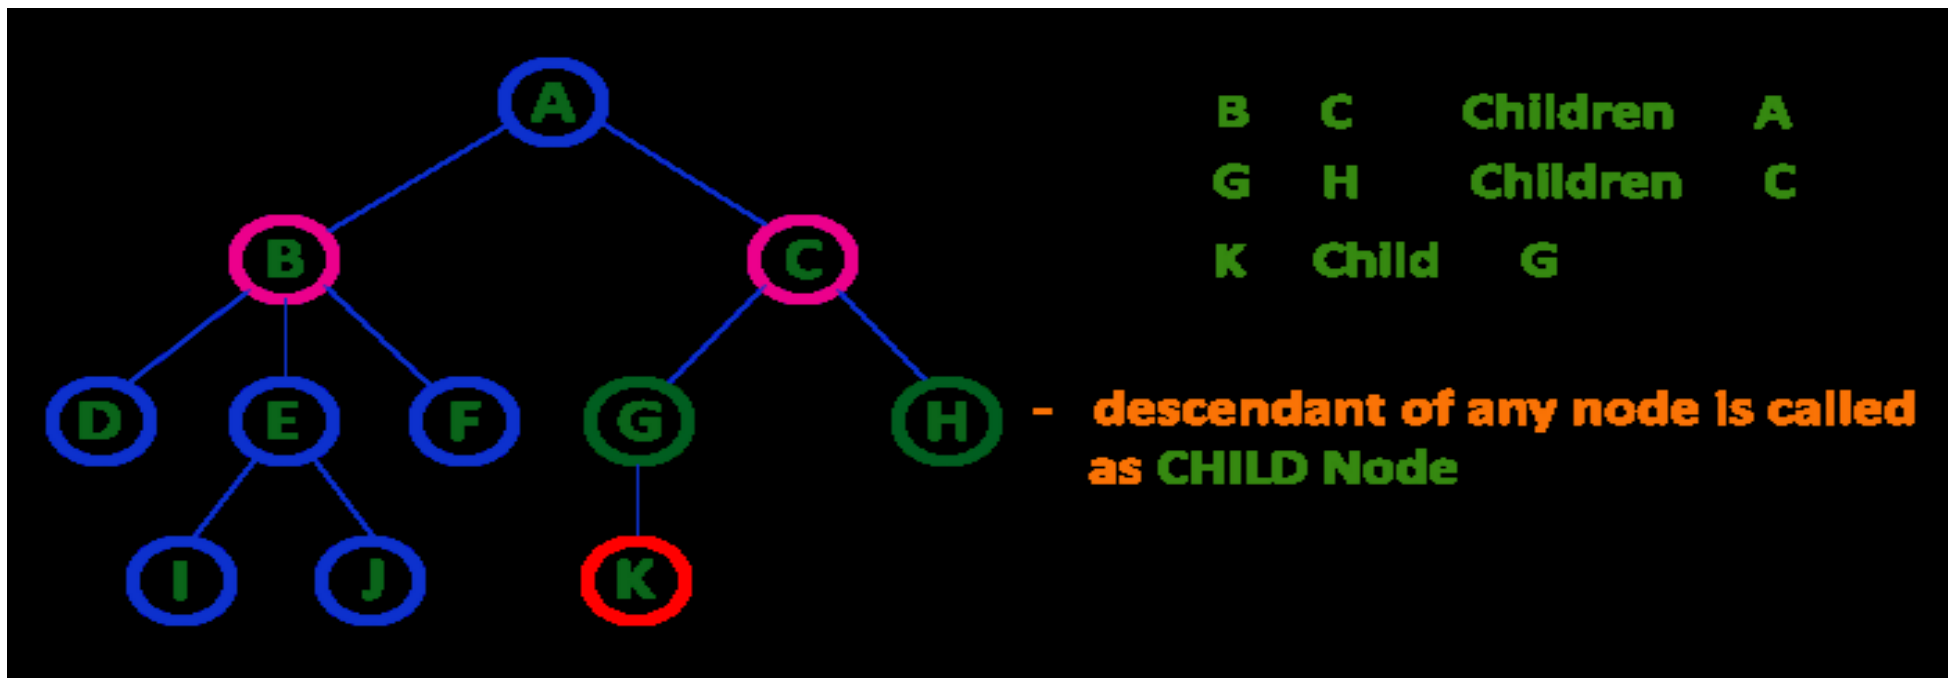 A
B C
D E F G H
I J K
B C Children A
G H Children C
K Child G
- descendant of any node is called
as CHILD Node